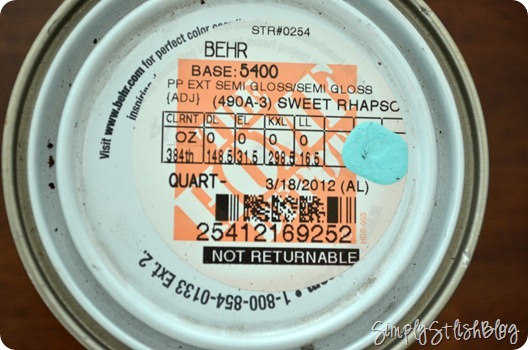 STR#0254
BEHR
BASE: 5400
PP EXT SEMI GLOSS/SEMI GLOSS
{ADJ} (490A-3) SWEET RHAPSO
CLRNT DL EL KXL LL
OZ 0 0 0 0
384th 148.5 31.5 298.5 16.5
QUART- 3/18/2012 (AL)
25412169252
NOT RETURNABLE
Visit www.behr.com for perfect color
• 1-800-854-0133 Ext. 2.
SimplyStlishBlog